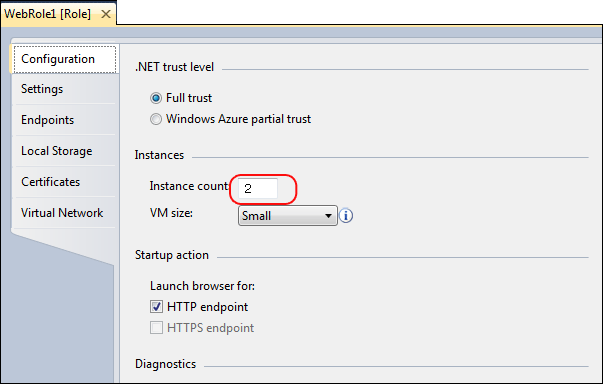 WebRole1 [Role]
Configuration
Settings
Endpoints
Local Storage
Certificates
Virtual Network
.NET trust level
Full trust
Windows Azure partial trust
Instances
Instance count: 2
VM size: Small
Startup action
Launch browser for:
HTTP endpoint
HTTPS endpoint
Diagnostics